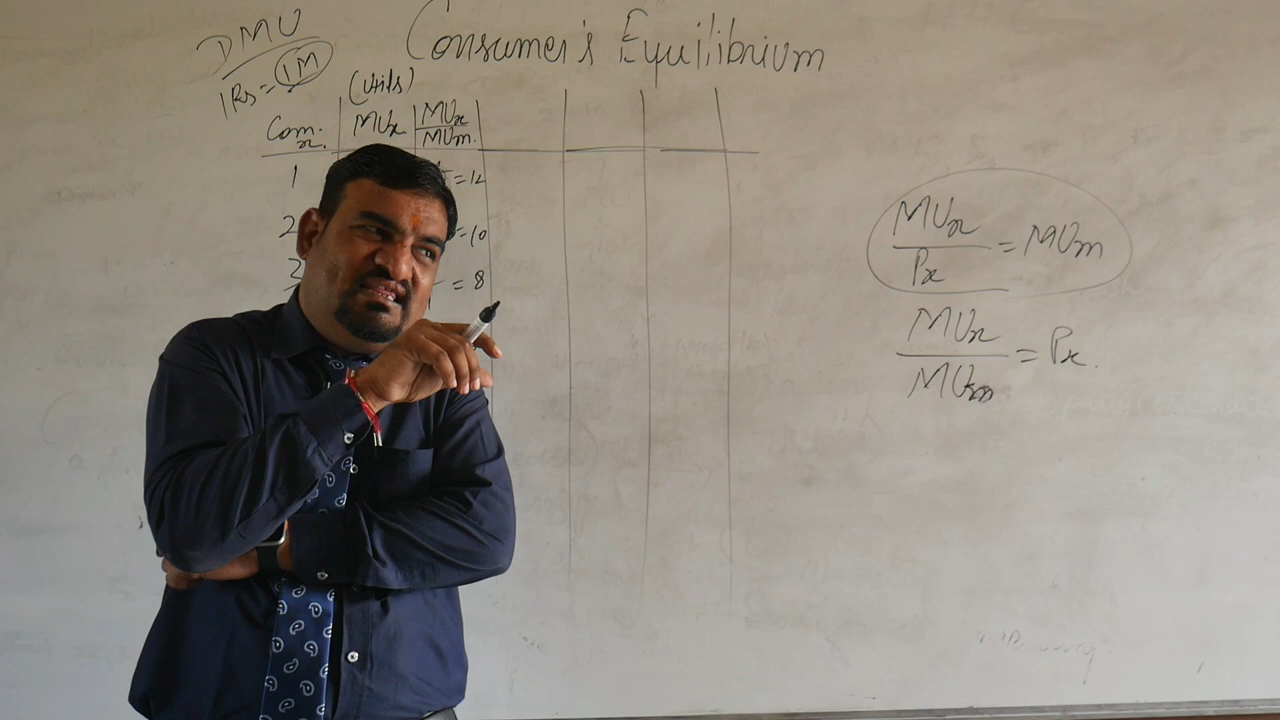 DMU
Consumer's Equilibrium
1Rs = 1M
(Utils)
Com. x. MUx MUx
MUm.
1 = 12
2 = 10
= 8
MUx
Px = MUm
MUx
MUm = Px.